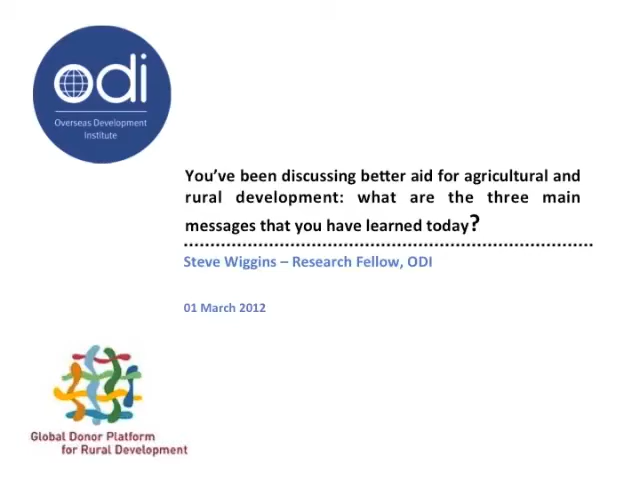 odi
Overseas Development
Institute
You’ve been discussing better aid for agricultural and
rural development: what are the three main
messages that you have learned today?
Steve Wiggins – Research Fellow, ODI
01 March 2012
Global Donor Platform
for Rural Development